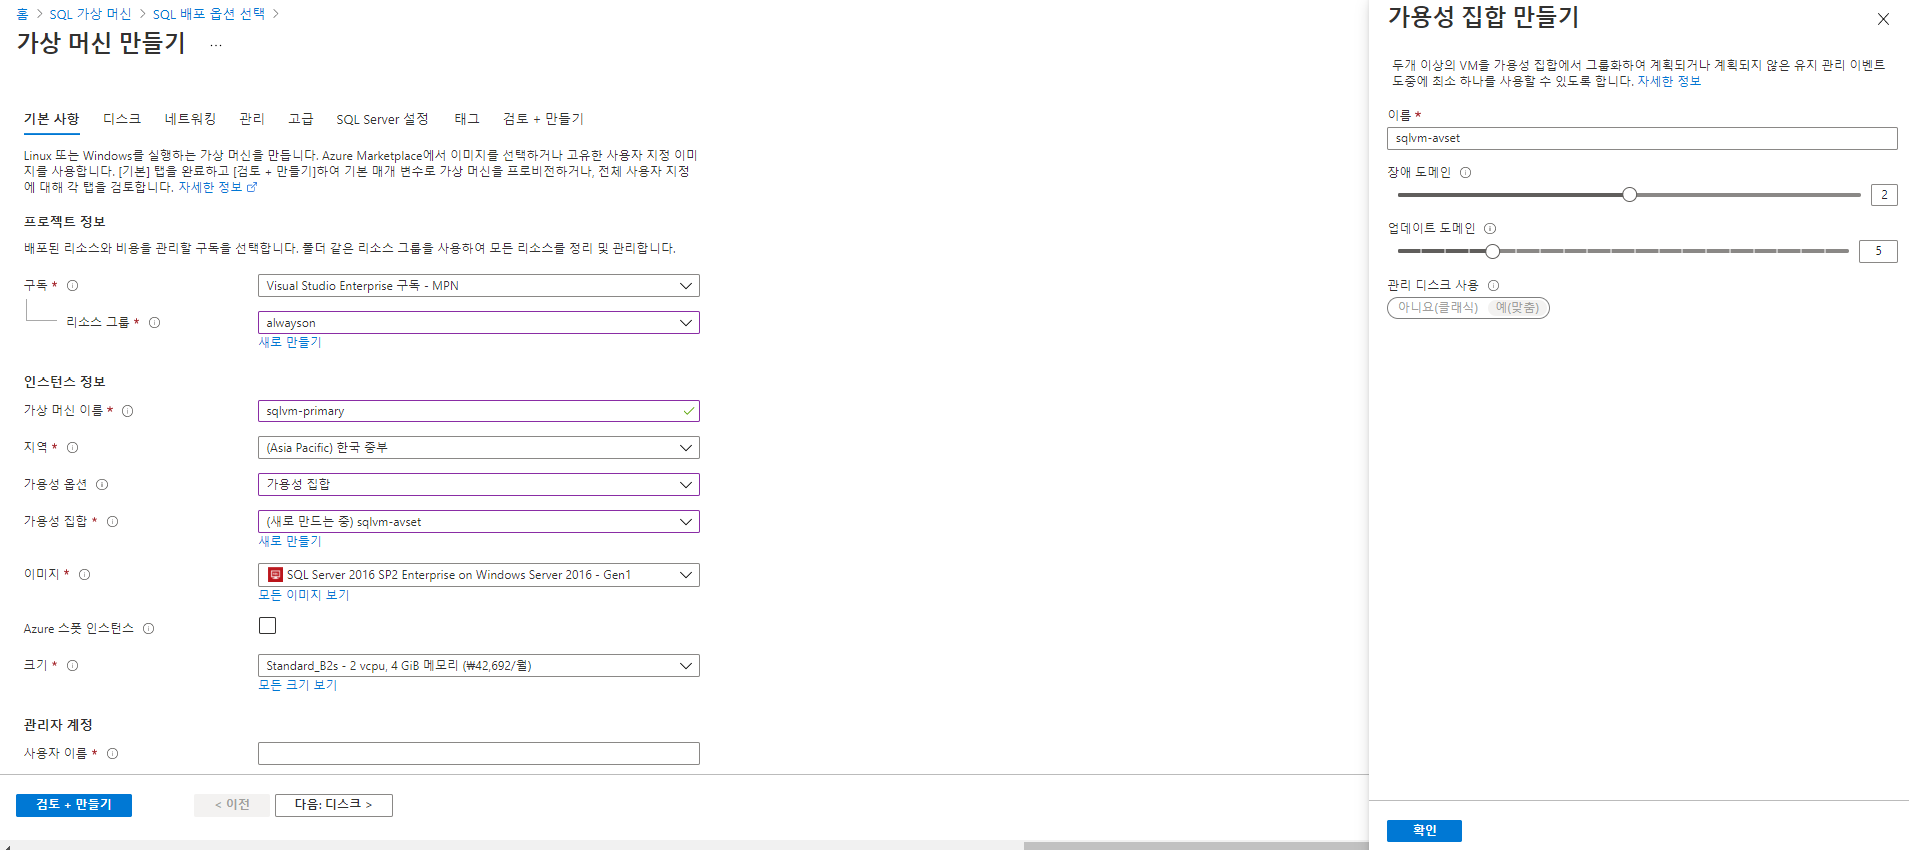 홈 > SQL 가상 머신 > SQL 배포 옵션 선택 >
가상 머신 만들기 ...
기본 사항 디스크 네트워킹 관리 고급 SQL Server 설정 태그 검토 + 만들기
Linux 또는 Windows를 실행하는 가상 머신을 만듭니다. Azure Marketplace에서 이미지를 선택하거나 고유한 사용자 지정 이미
지를 사용합니다. [기본] 탭을 완료하고 [검토 + 만들기]하여 기본 매개 변수로 가상 머신을 프로비전하거나, 전체 사용자 지정
에 대해 각 탭을 검토합니다. 자세한 정보
프로젝트 정보
배포된 리소스와 비용을 관리할 구독을 선택합니다. 폴더 같은 리소스 그룹을 사용하여 모든 리소스를 정리 및 관리합니다.
구독 * Visual Studio Enterprise 구독 - MPN
리소스 그룹 * alwayson
새로 만들기
인스턴스 정보
가상 머신 이름 * sqlvm-primary
지역 * (Asia Pacific) 한국 중부
가용성 옵션 가용성 집합
가용성 집합 * (새로 만드는 중) sqlvm-avset
새로 만들기
이미지 * SQL Server 2016 SP2 Enterprise on Windows Server 2016 - Gen1
모든 이미지 보기
Azure 스폿 인스턴스
크기 * Standard_B2s - 2 vcpu, 4 GiB 메모리 (₩42,692/월)
모든 크기 보기
관리자 계정
사용자 이름 *
검토 + 만들기 < 이전 다음: 디스크 >
가용성 집합 만들기
두개 이상의 VM을 가용성 집합에서 그룹화하여 계획되거나 계획되지 않은 유지 관리 이벤트
도중에 최소 하나를 사용할 수 있도록 합니다. 자세한 정보
이름 *
sqlvm-avset
장애 도메인
2
업데이트 도메인
5
관리 디스크 사용
아니요(클래식) 예(맞춤)
확인